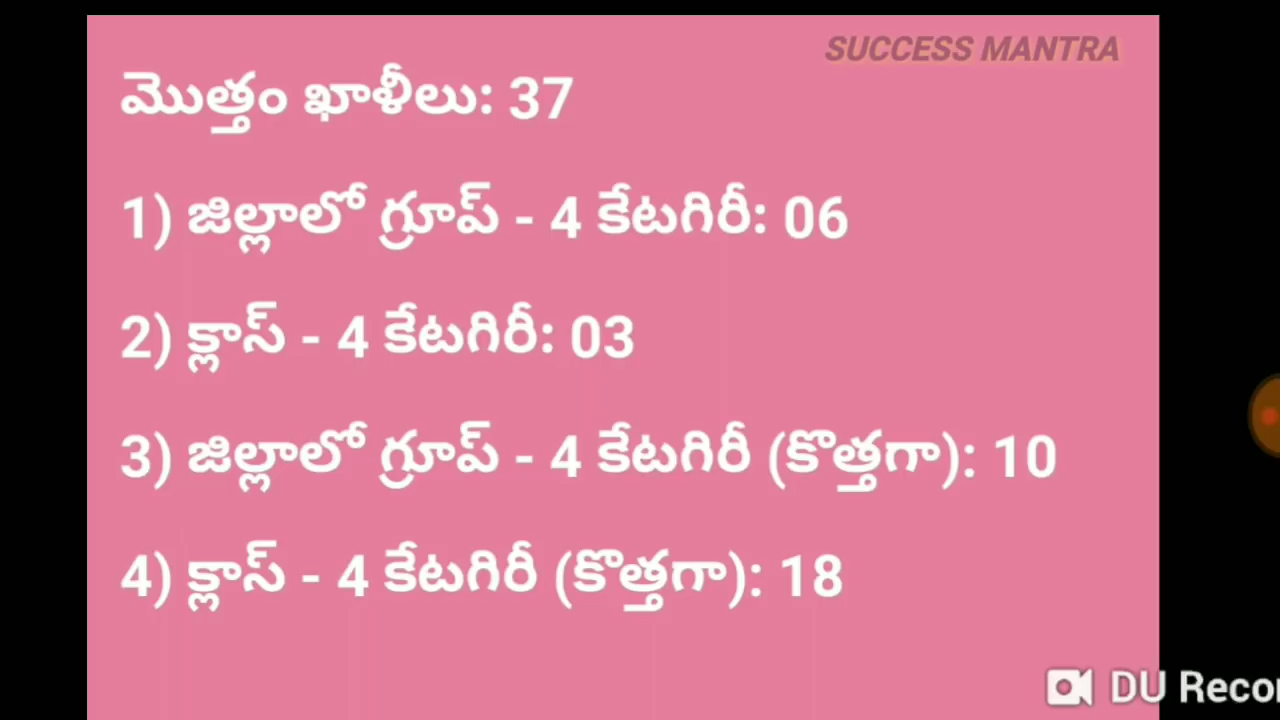 SUCCESS MANTRA
మొత్తం ఖాళీలు: 37
1) జిల్లాలో గ్రూప్ - 4 కేటగిరీ: 06
2) క్లాస్ - 4 కేటగిరీ: 03
3) జిల్లాలో గ్రూప్ - 4 కేటగిరీ (కొత్తగా): 10
4) క్లాస్ - 4 కేటగిరీ (కొత్తగా): 18
DU Recor